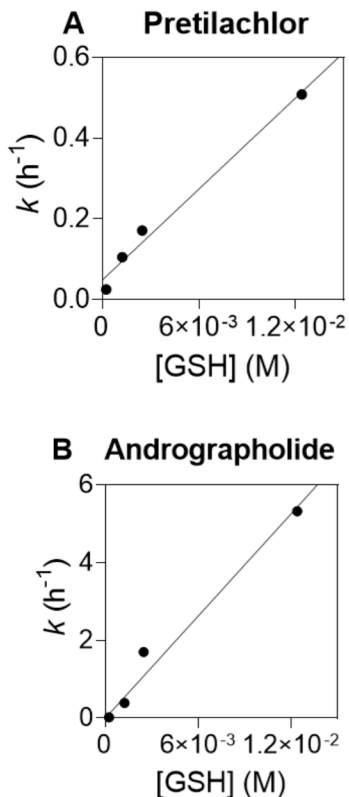 A Pretilachlor
0.6
0.4
0.2
0.0
k (h⁻¹)
0 6×10⁻³ 1.2×10⁻²
[GSH] (M)
B Andrographolide
6
4
2
0
k (h⁻¹)
0 6×10⁻³ 1.2×10⁻²
[GSH] (M)